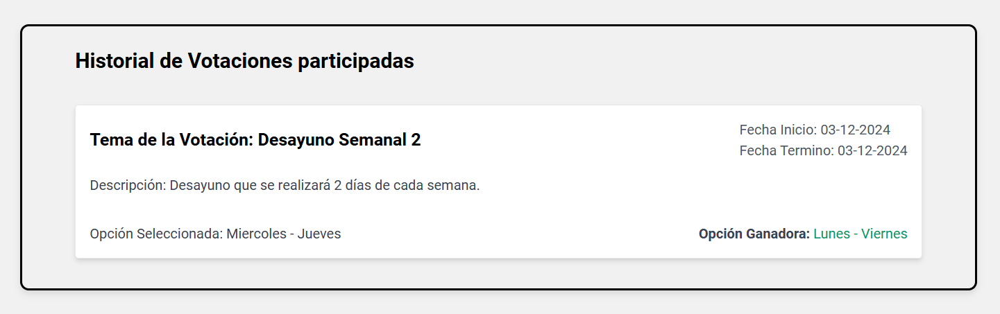 Historial de Votaciones participadas
Tema de la Votación: Desayuno Semanal 2
Fecha Inicio: 03-12-2024
Fecha Termino: 03-12-2024
Descripción: Desayuno que se realizará 2 días de cada semana.
Opción Seleccionada: Miercoles - Jueves
Opción Ganadora: Lunes - Viernes